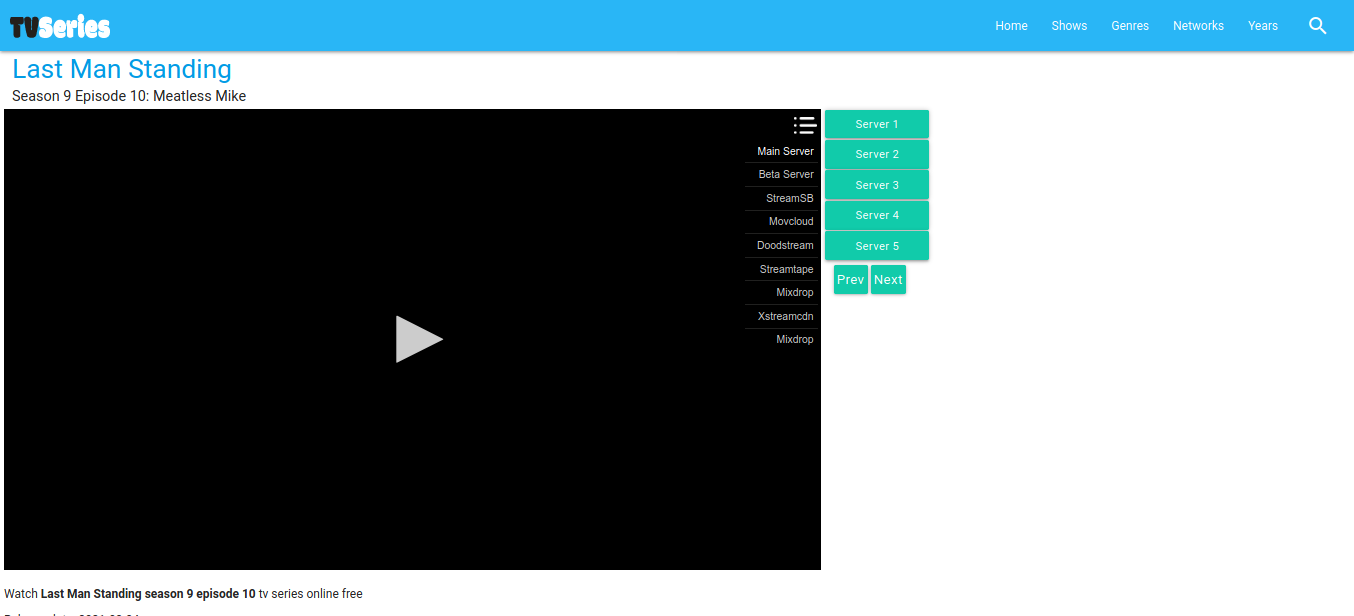 TVSeries
Home Shows Genres Networks Years
Last Man Standing
Season 9 Episode 10: Meatless Mike
Main Server
Beta Server
StreamSB
Movcloud
Doodstream
Streamtape
Mixdrop
Xstreamcdn
Mixdrop
Server 1
Server 2
Server 3
Server 4
Server 5
Prev Next
Watch Last Man Standing season 9 episode 10 tv series online free